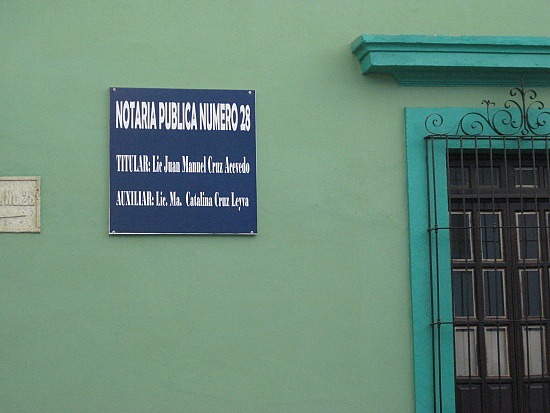 NOTARIA PUBLICA NUMERO 28
TITULAR: Lic Juan Manuel Cruz Acevedo
AUXILIAR: Lic. Ma. Catalina Cruz Leyva